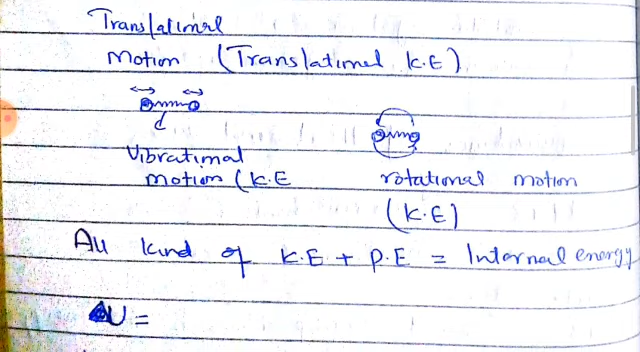 Translational
motion (Translational K.E)
Vibrational
motion (K.E
rotational motion
(K.E)
All kind of K.E + P.E = Internal energy
ΔU =